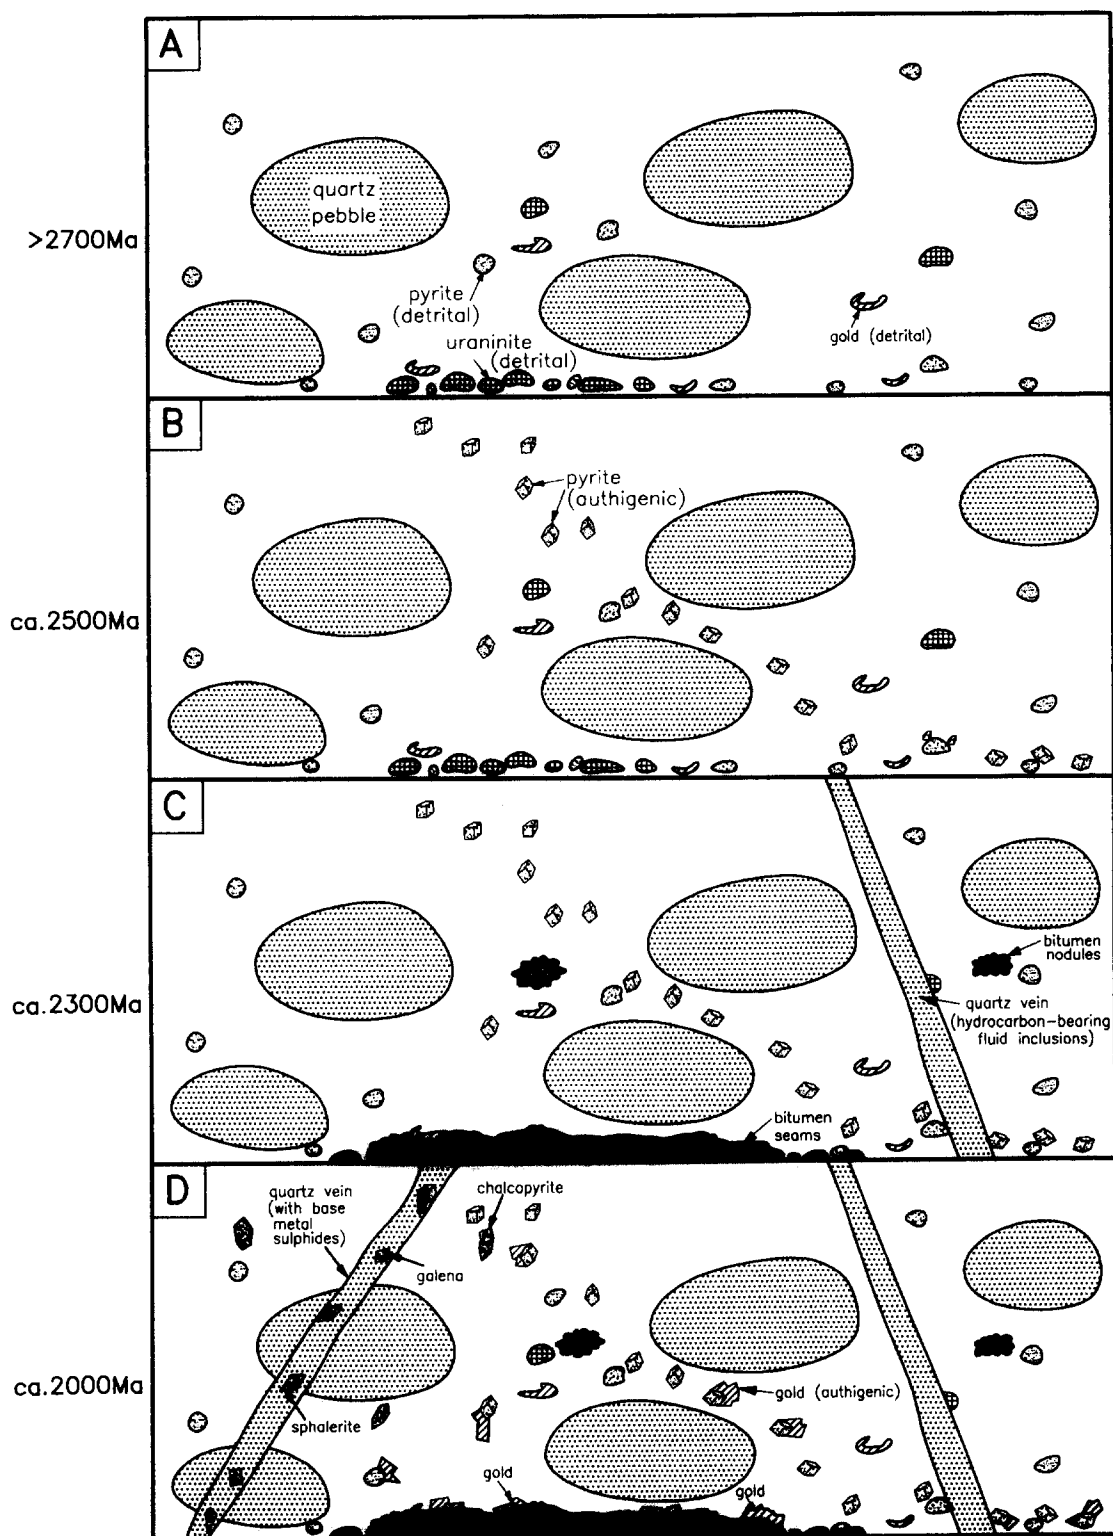 A
quartz
pebble
>2700Ma
pyrite
(detrital)
gold (detrital)
uraninite
(detrital)
B
pyrite
(authigenic)
ca.2500Ma
C
bitumen
nodules
ca.2300Ma
quartz vein
(hydrocarbon-bearing
fluid inclusions)
bitumen
seams
D
quartz vein
(with base
metal
sulphides)
chalcopyrite
galena
ca.2000Ma
gold (authigenic)
sphalerite
gold
gold